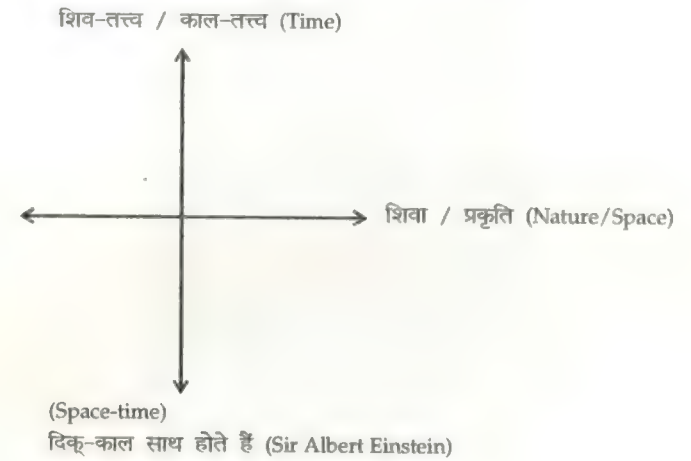 शिव-तत्त्व / काल-तत्त्व (Time)
शिवा / प्रकृति (Nature/Space)
(Space-time)
दिक्-काल साथ होते हैं (Sir Albert Einstein)